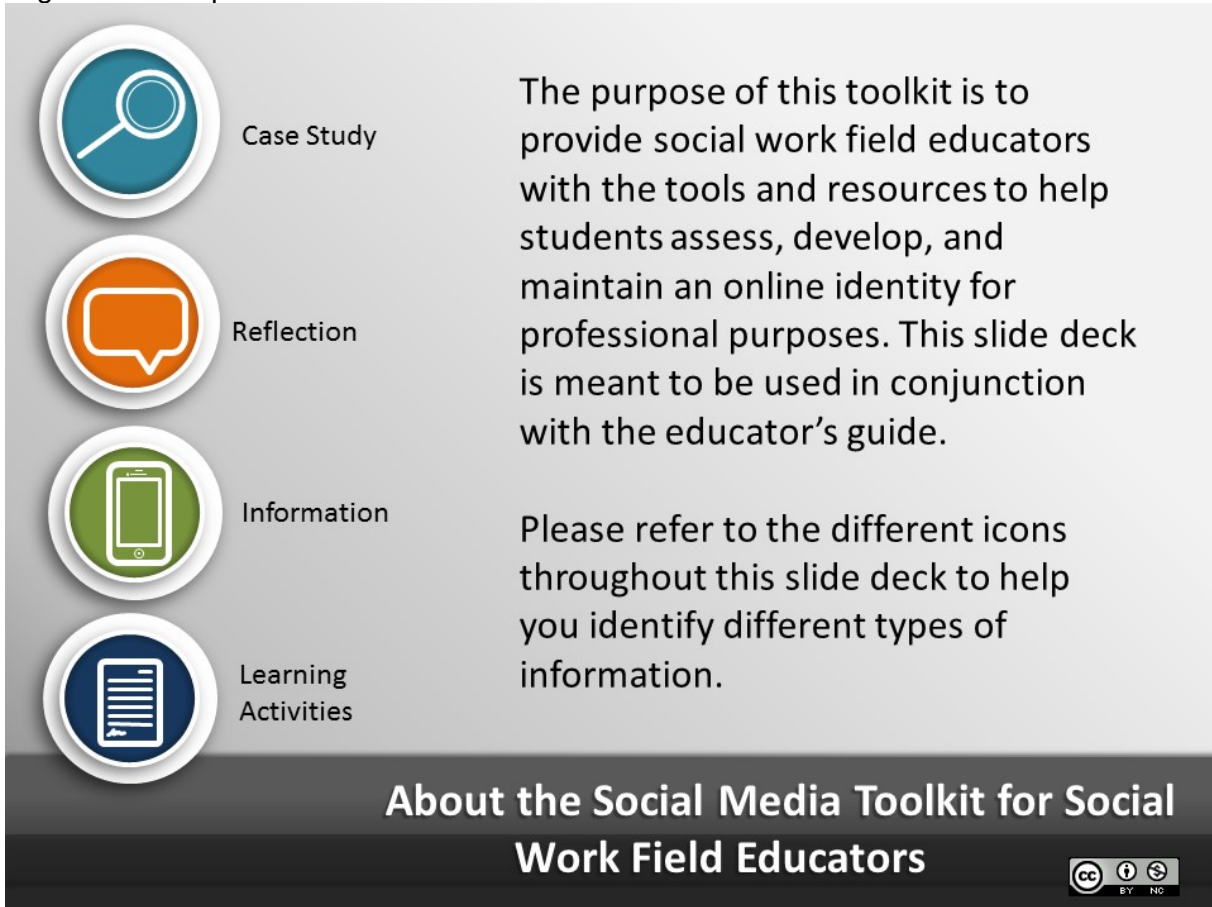 Case Study
Reflection
Information
Learning
Activities
The purpose of this toolkit is to
provide social work field educators
with the tools and resources to help
students assess, develop, and
maintain an online identity for
professional purposes. This slide deck
is meant to be used in conjunction
with the educator’s guide.
Please refer to the different icons
throughout this slide deck to help
you identify different types of
information.
About the Social Media Toolkit for Social
Work Field Educators
cc BY NC